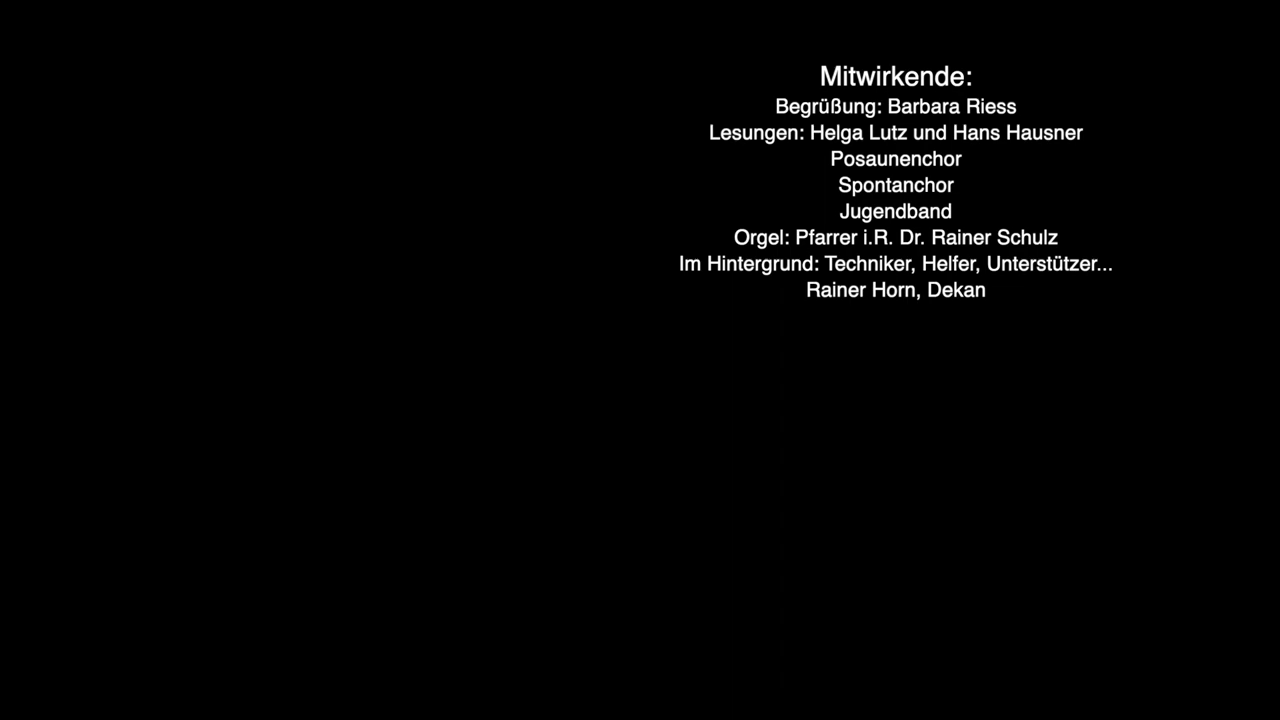 Mitwirkende:
Begrüßung: Barbara Riess
Lesungen: Helga Lutz und Hans Hausner
Posaunenchor
Spontanchor
Jugendband
Orgel: Pfarrer i.R. Dr. Rainer Schulz
Im Hintergrund: Techniker, Helfer, Unterstützer...
Rainer Horn, Dekan